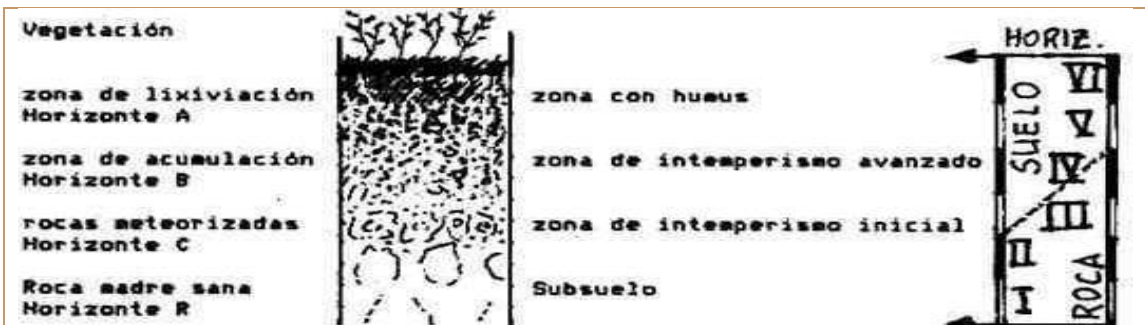 Vegetación
zona de lixiviación
Horizonte A
zona con humus
zona de acumulación
Horizonte B
zona de intemperismo avanzado
rocas meteorizadas
Horizonte C
zona de intemperismo inicial
Roca madre sana
Horizonte R
Subsuelo
HORIZ.
SUELO
VI
V
IV
III
II
I
ROCA